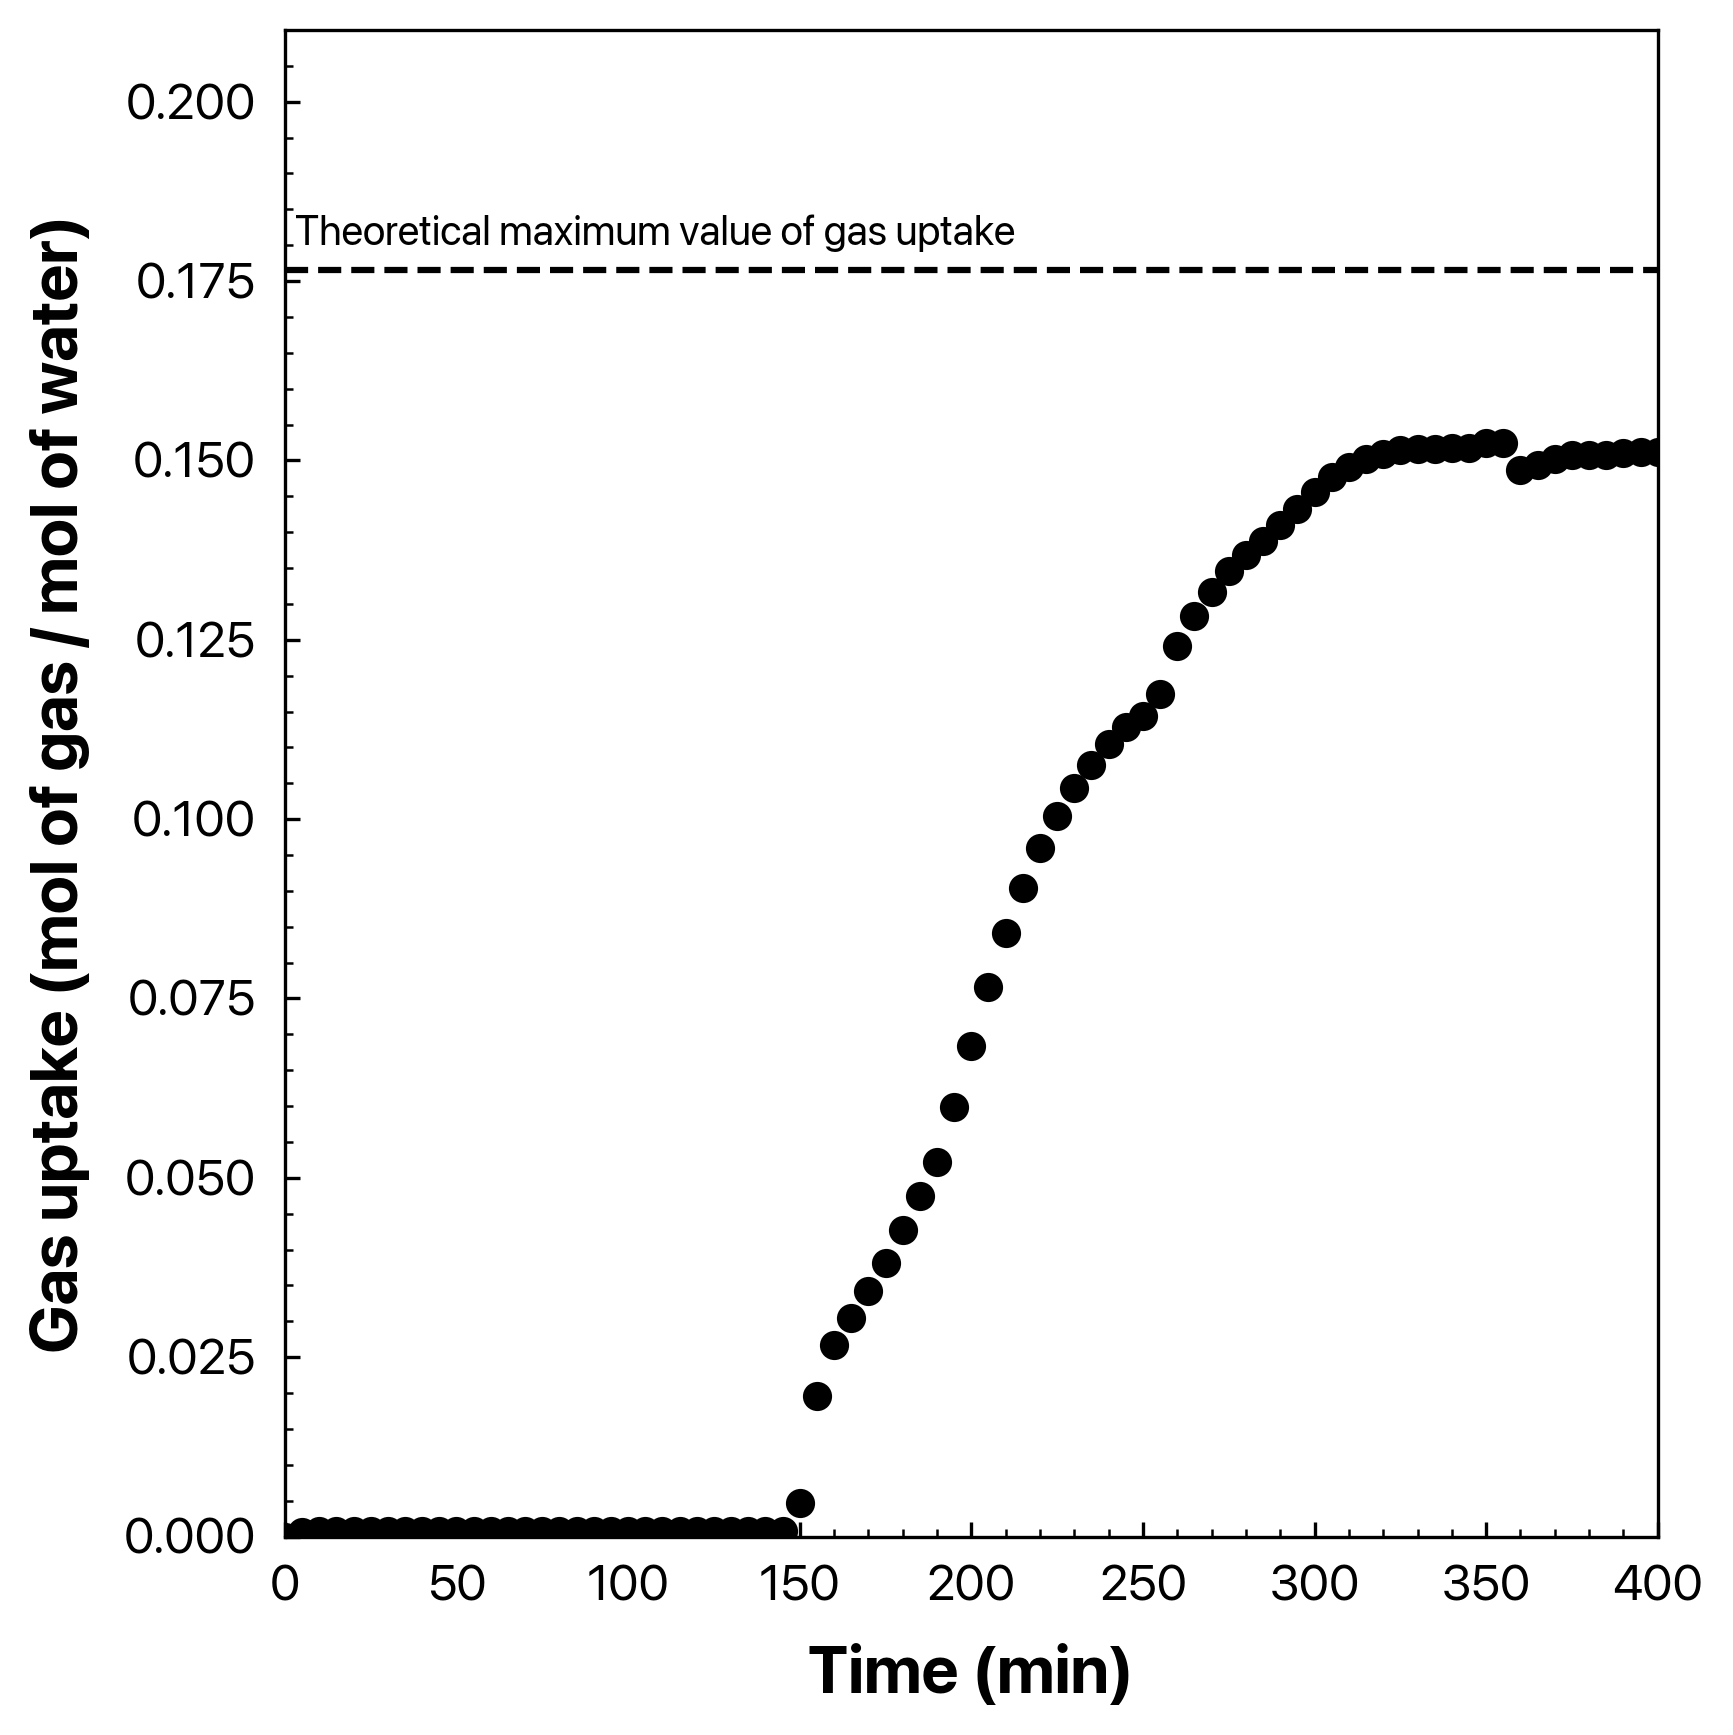 0.200
Theoretical maximum value of gas uptake
0.175
0.150
0.125
0.100
0.075
0.050
0.025
0.000
Gas uptake (mol of gas / mol of water)
0 50 100 150 200 250 300 350 400
Time (min)